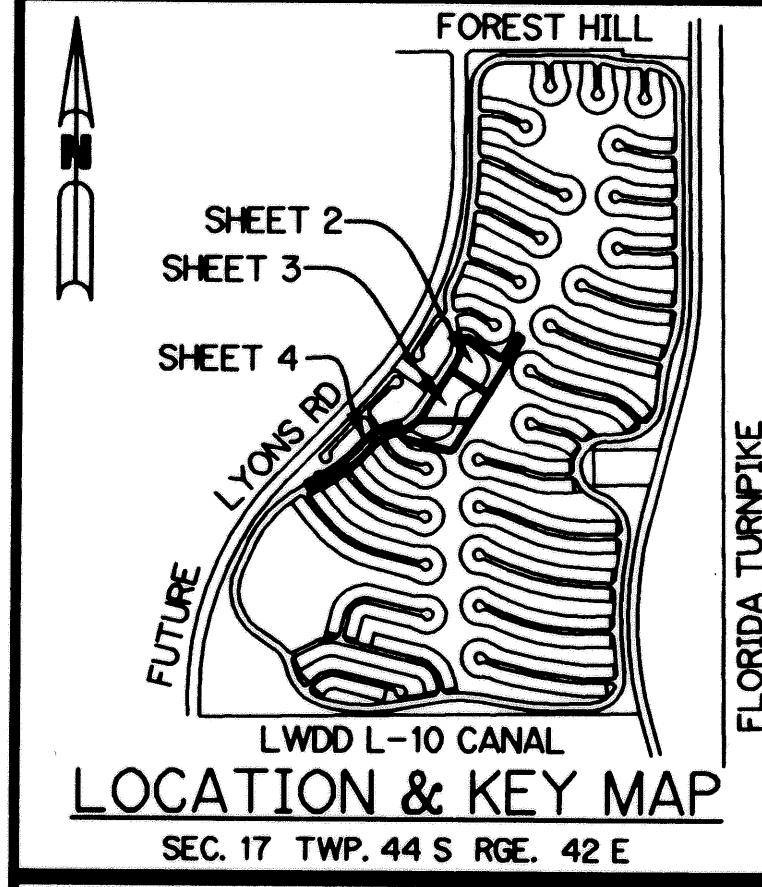 FOREST HILL
N
SHEET 2
SHEET 3
SHEET 4
FUTURE LYONS RD
FLORIDA TURNPIKE
LWDD L-10 CANAL
LOCATION & KEY MAP
SEC. 17 TWP. 44 S RGE. 42 E